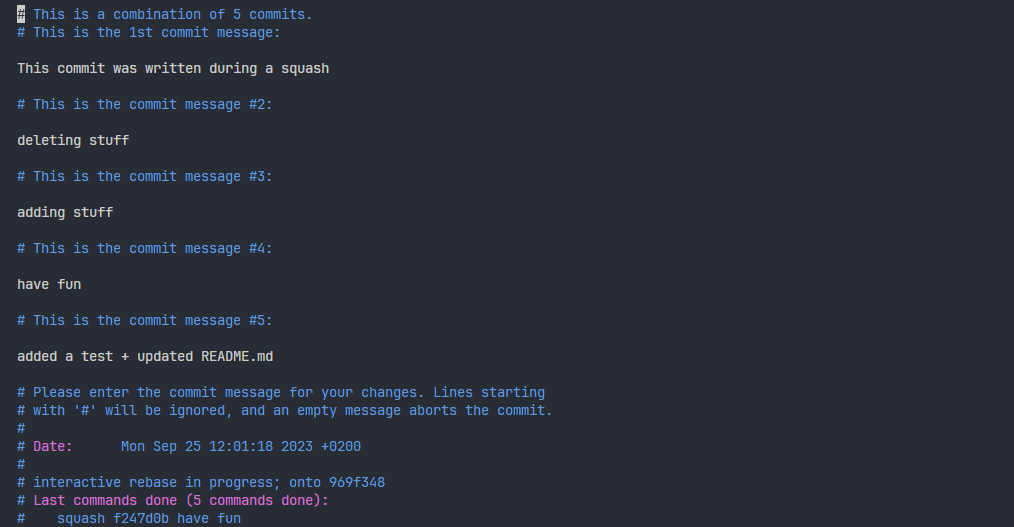 # This is a combination of 5 commits.
# This is the 1st commit message:
This commit was written during a squash
# This is the commit message #2:
deleting stuff
# This is the commit message #3:
adding stuff
# This is the commit message #4:
have fun
# This is the commit message #5:
added a test + updated README.md
# Please enter the commit message for your changes. Lines starting
# with '#' will be ignored, and an empty message aborts the commit.
#
# Date:      Mon Sep 25 12:01:18 2023 +0200
#
# interactive rebase in progress; onto 969f348
# Last commands done (5 commands done):
#    squash f247d0b have fun